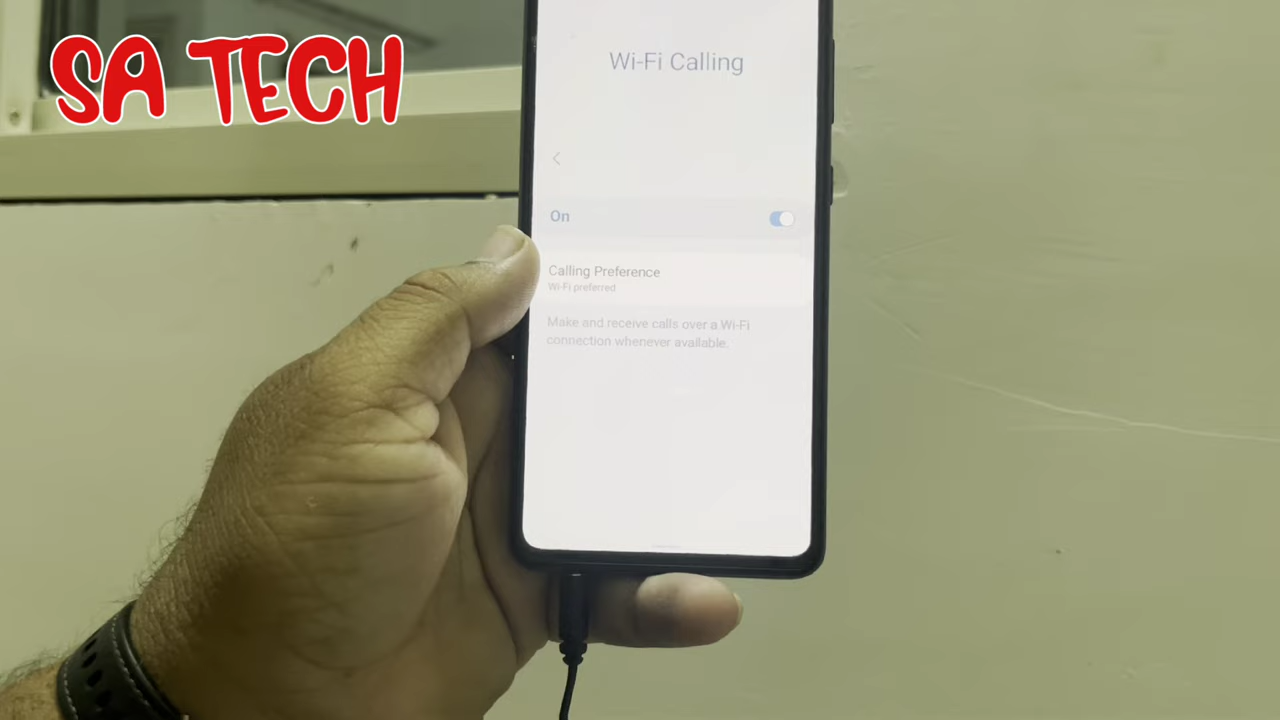 SA TECH
Wi-Fi Calling
On
Calling Preference
Wi-Fi preferred
Make and receive calls over a Wi-Fi
connection whenever available.